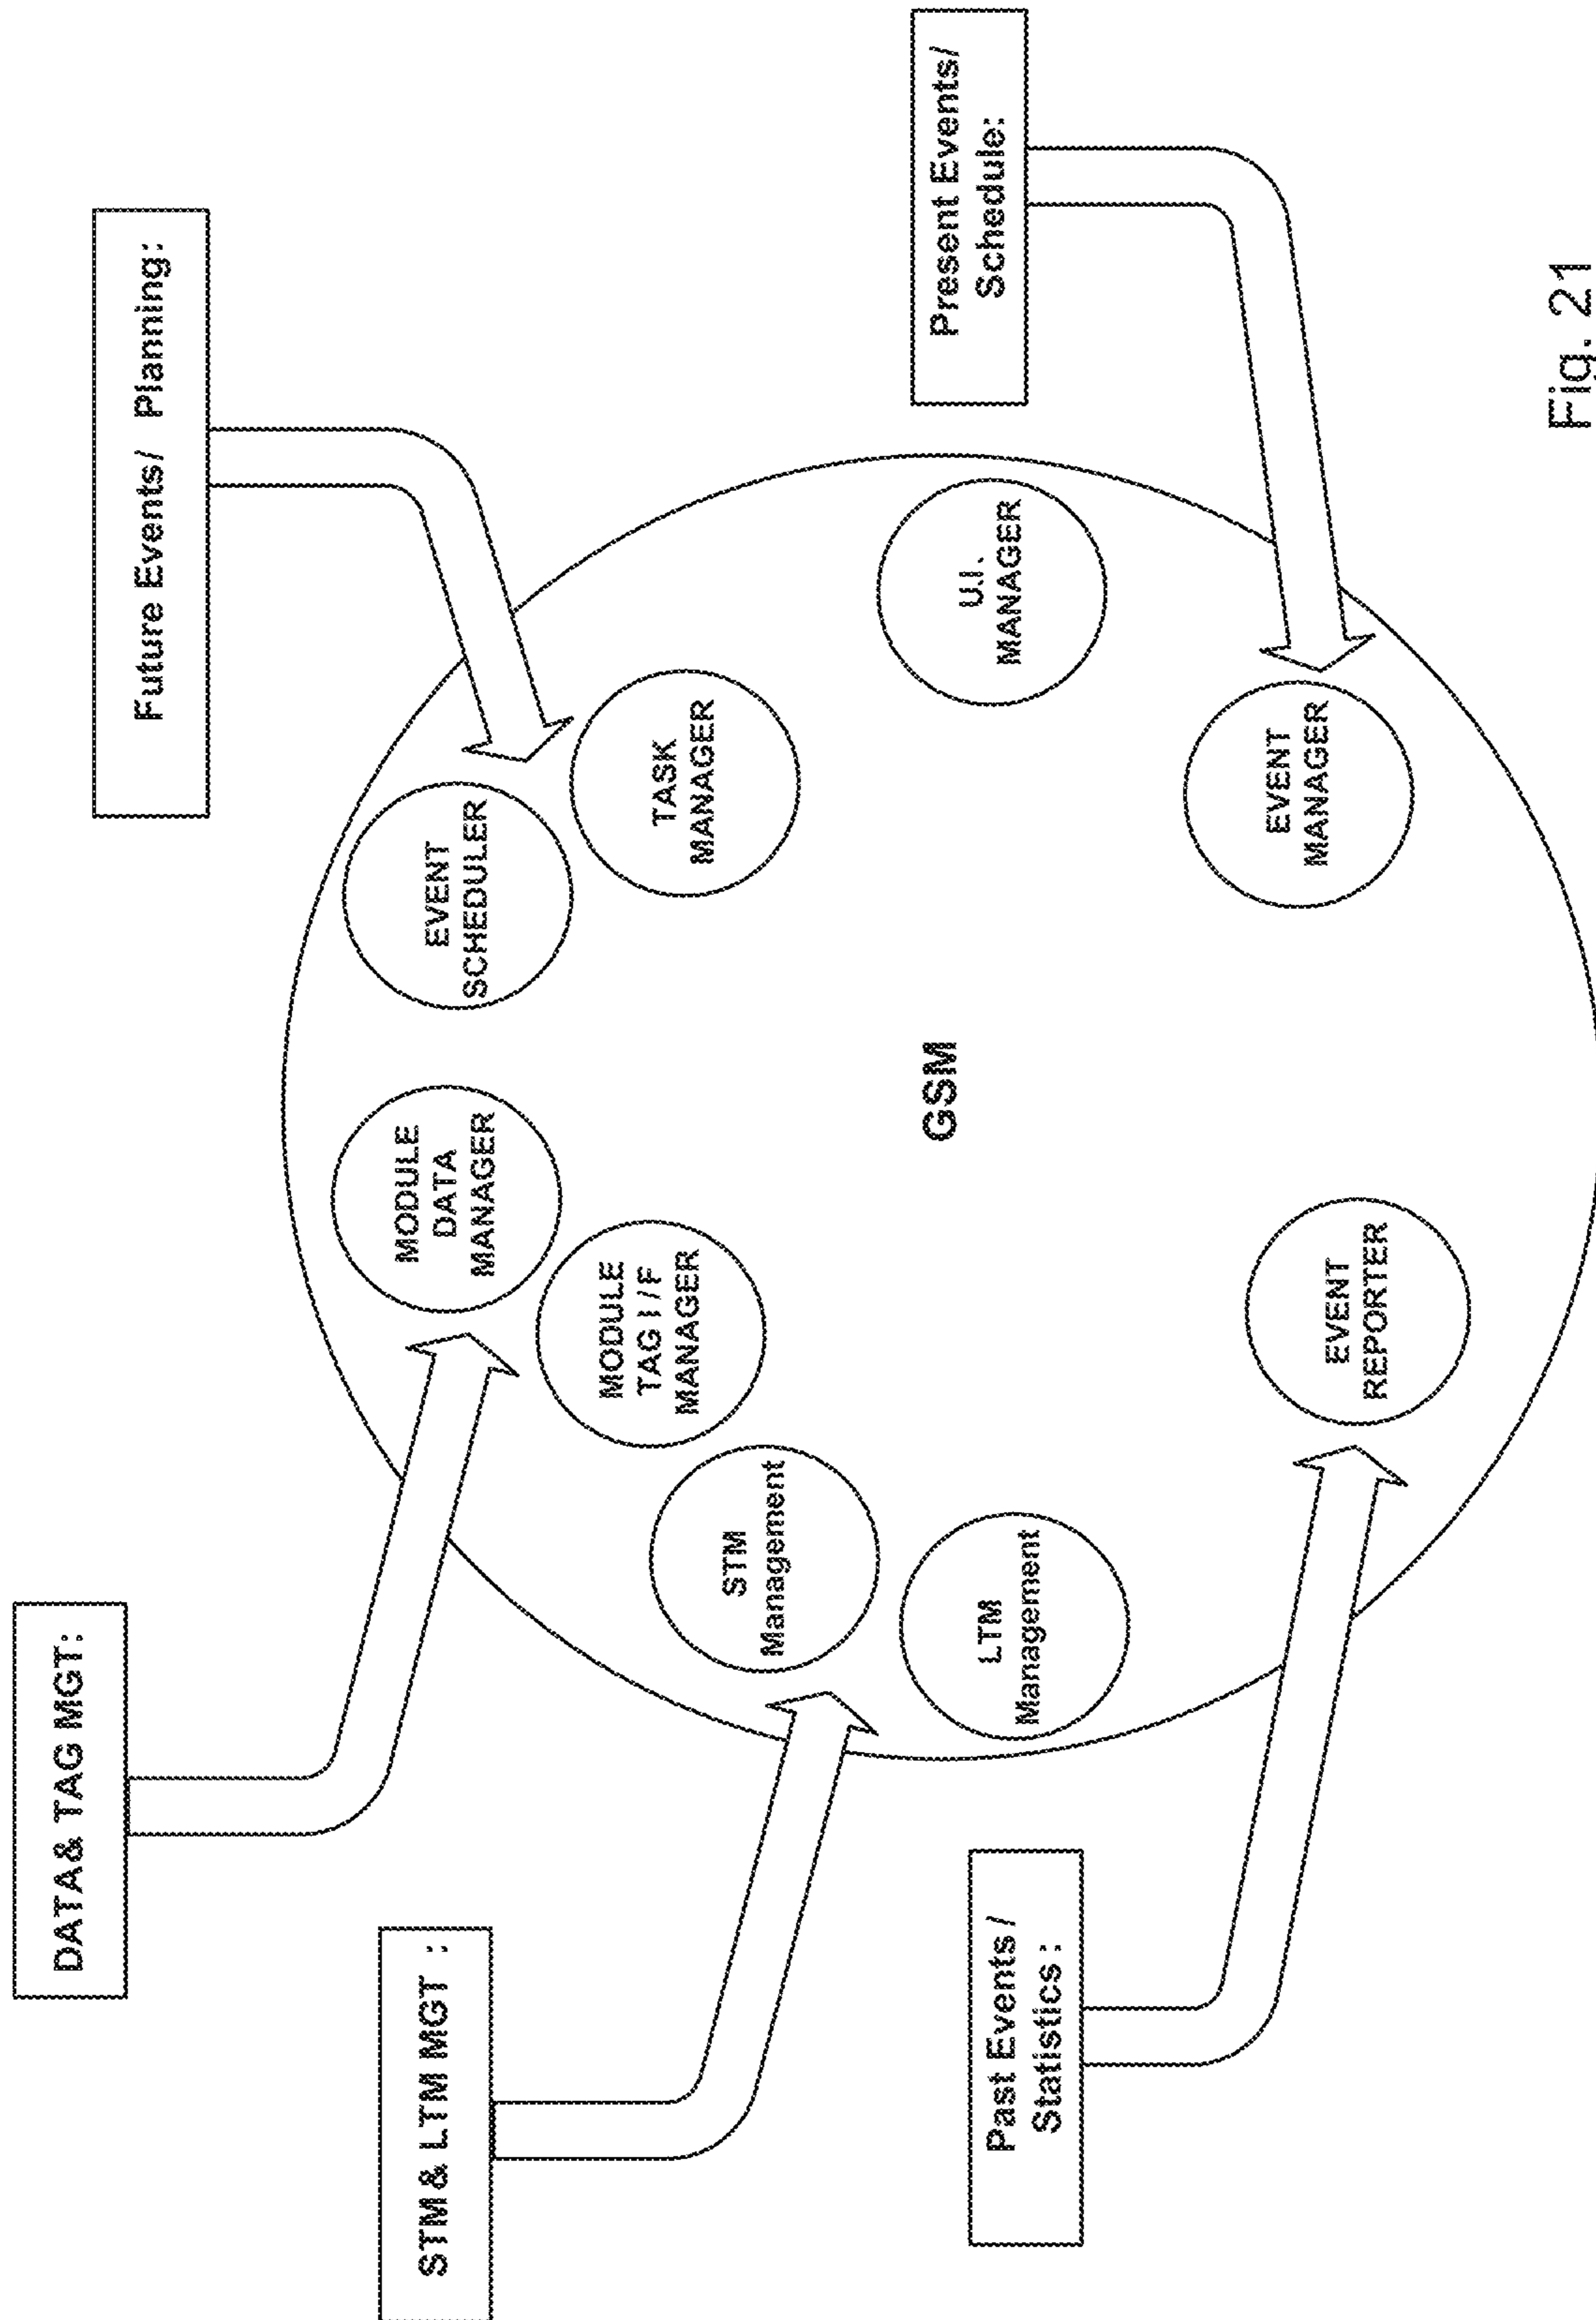 DATA& TAG MGT:
Future Events/ Planning:
STM& LTM MGT :
MODULE
DATA
MANAGER
EVENT
SCHEDULER
MODULE
TAG I/F
MANAGER
TASK
MANAGER
STM
Management
LTM
Management
GSM
U.I.
MANAGER
Present Events/
Schedule:
Past Events/
Statistics:
EVENT
REPORTER
EVENT
MANAGER
Fig. 21